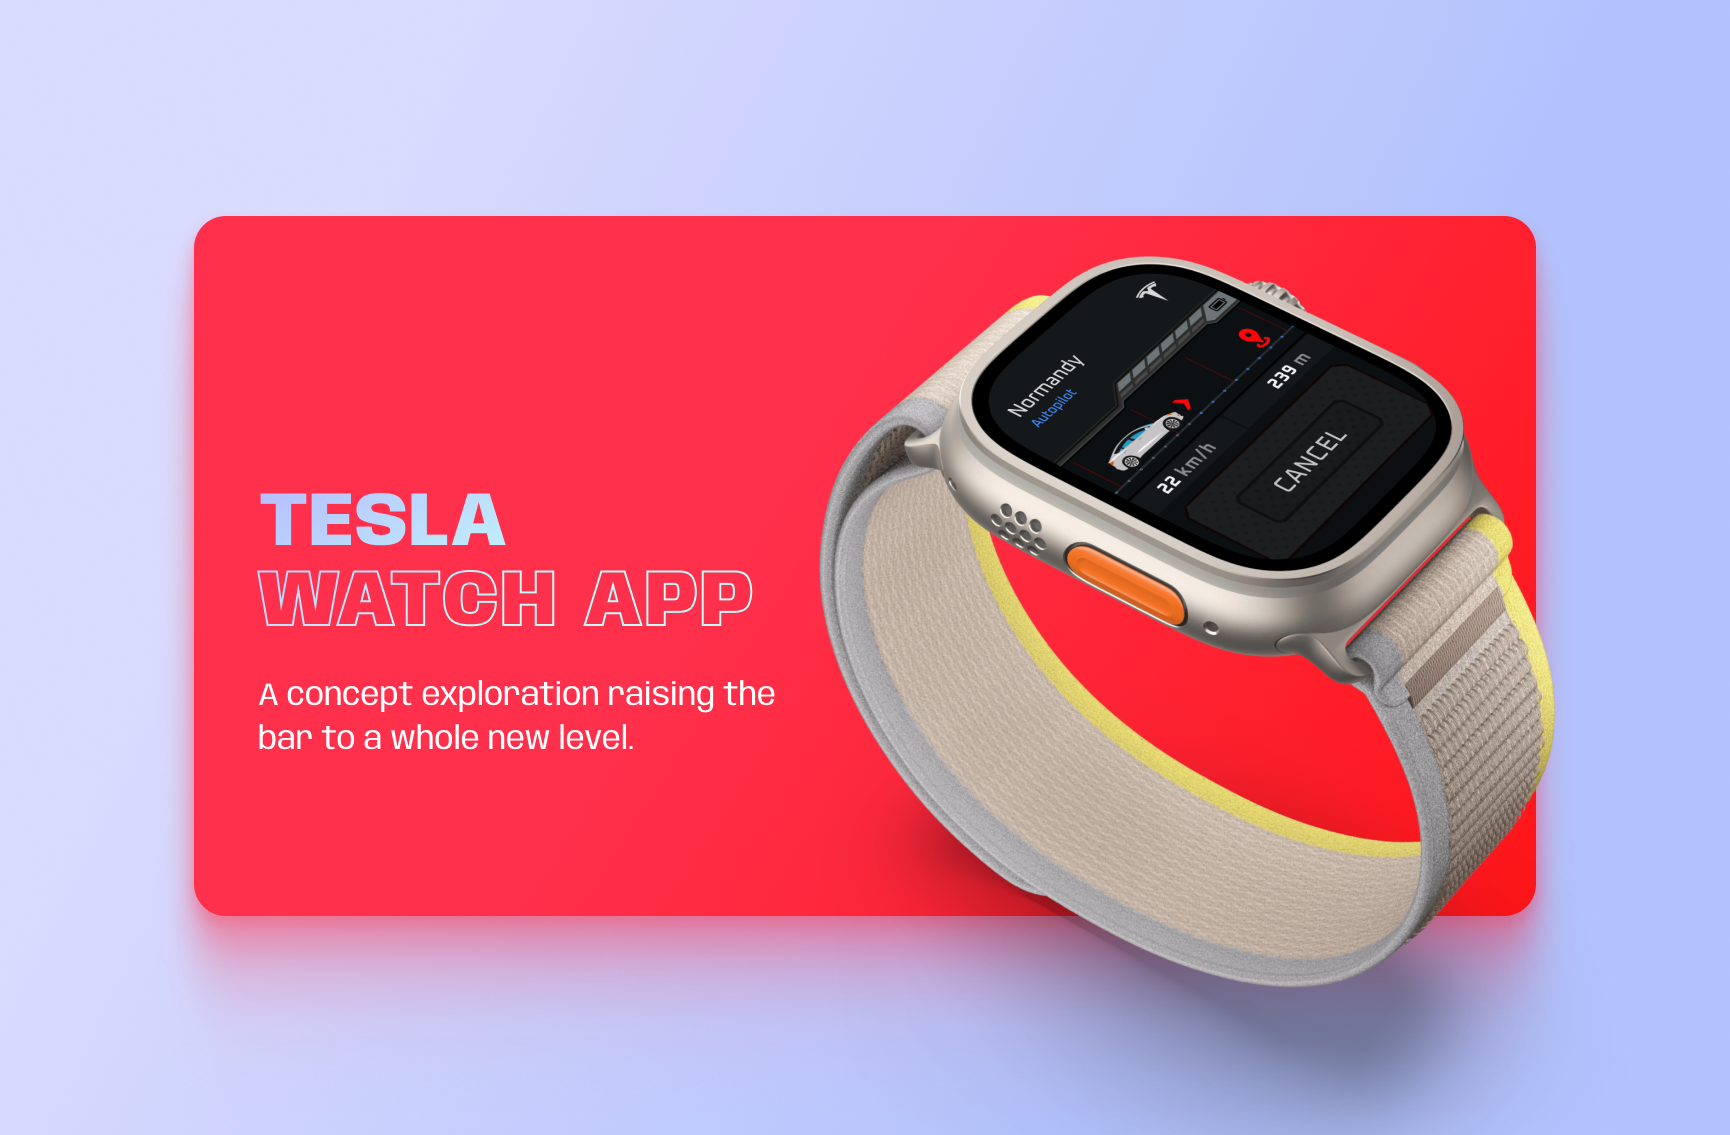 TESLA
WATCH APP
A concept exploration raising the
bar to a whole new level.
Normandy
Autopilot
22 km/h
239 m
CANCEL